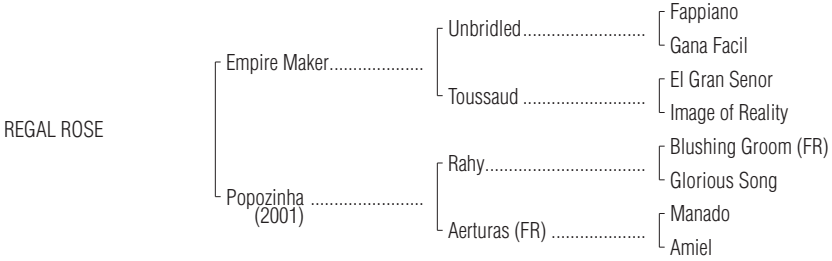 Fappiano
Unbridled
Gana Facil
Empire Maker
El Gran Senor
Toussaud
Image of Reality
REGAL ROSE
Blushing Groom (FR)
Rahy
Glorious Song
Popozinha
(2001)
Manado
Aerturas (FR)
Amiel